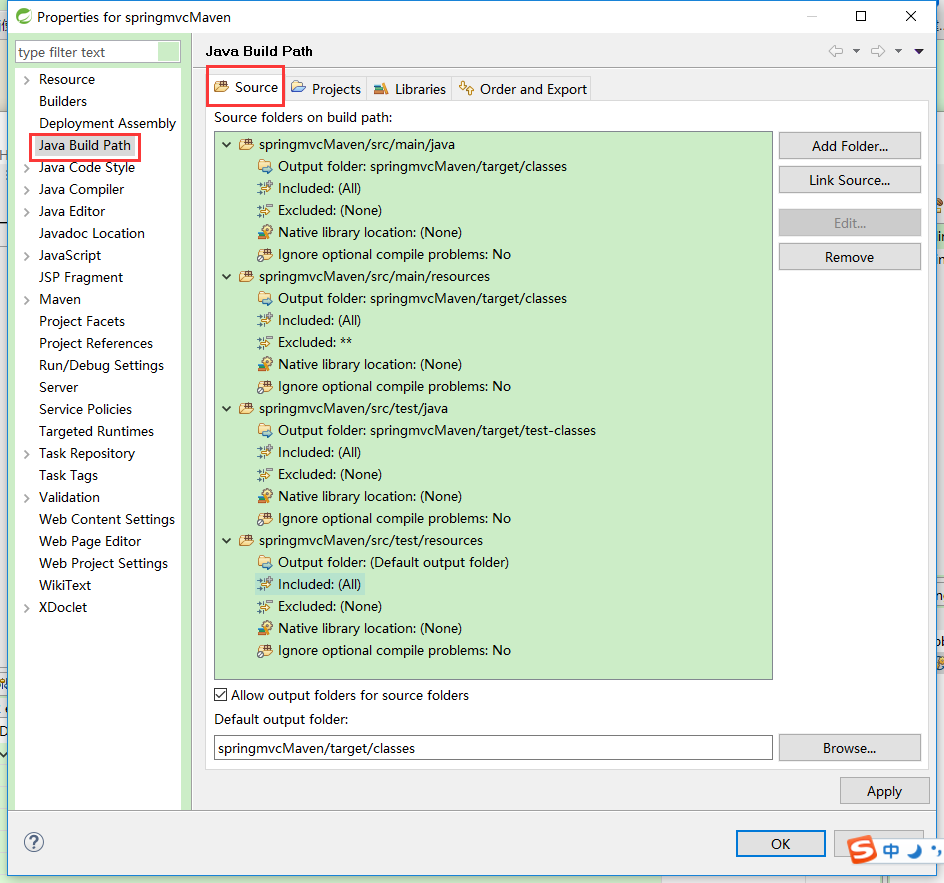 Properties for springmvcMaven
type filter text
Resource
Builders
Deployment Assembly
Java Build Path
Java Code Style
Java Compiler
Java Editor
Javadoc Location
JavaScript
JSP Fragment
Maven
Project Facets
Project References
Run/Debug Settings
Server
Service Policies
Targeted Runtimes
Task Repository
Task Tags
Validation
Web Content Settings
Web Page Editor
Web Project Settings
WikiText
XDoclet
Java Build Path
Source Projects Libraries Order and Export
Source folders on build path:
springmvcMaven/src/main/java
Output folder: springmvcMaven/target/classes
Included: (All)
Excluded: (None)
Native library location: (None)
Ignore optional compile problems: No
springmvcMaven/src/main/resources
Output folder: springmvcMaven/target/classes
Included: (All)
Excluded: **
Native library location: (None)
Ignore optional compile problems: No
springmvcMaven/src/test/java
Output folder: springmvcMaven/target/test-classes
Included: (All)
Excluded: (None)
Native library location: (None)
Ignore optional compile problems: No
springmvcMaven/src/test/resources
Output folder: (Default output folder)
Included: (All)
Excluded: (None)
Native library location: (None)
Ignore optional compile problems: No
Add Folder...
Link Source...
Edit...
Remove
Allow output folders for source folders
Default output folder:
springmvcMaven/target/classes
Browse...
Apply
OK
中